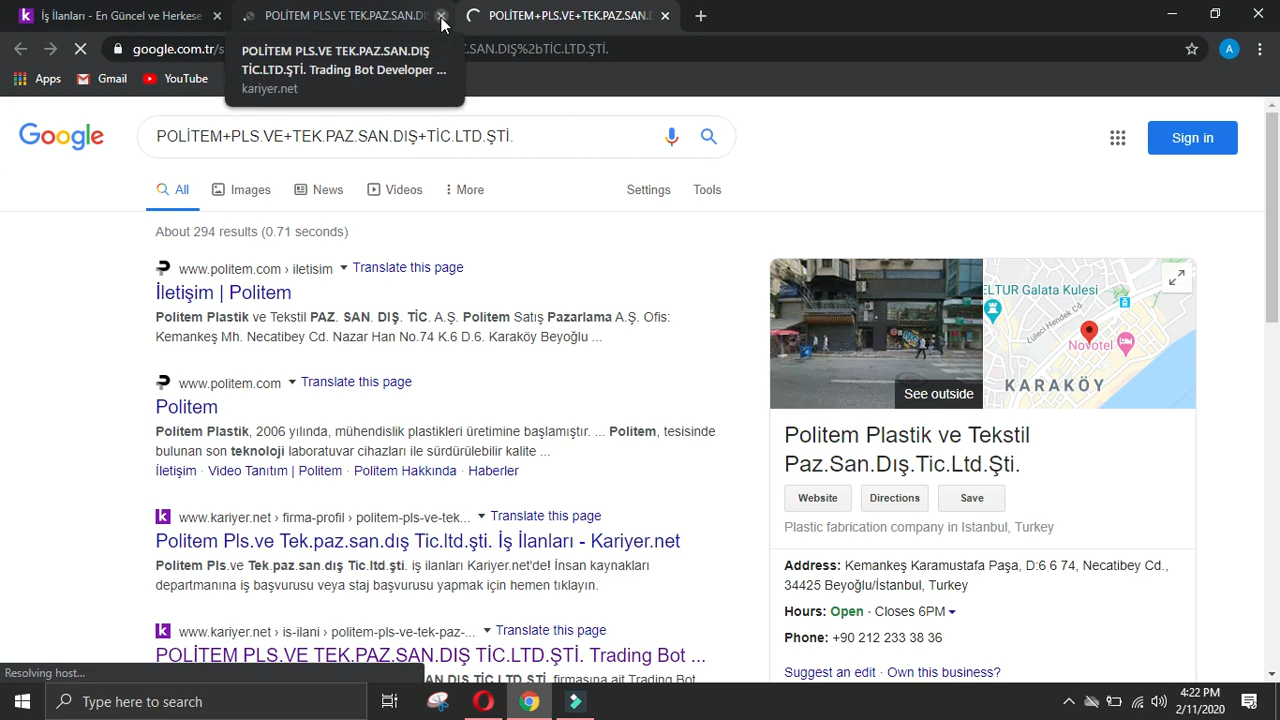 İş İlanları - En Güncel ve Herkese
POLİTEM PLS.VE TEK.PAZ.SAN.DIŞ
POLİTEM+PLS.VE+TEK.PAZ.SAN.D
google.com.tr/s
.SAN.DIŞ%2bTİC.LTD.ŞTİ.
A
POLİTEM PLS.VE TEK.PAZ.SAN.DIŞ
TİC.LTD.ŞTİ. Trading Bot Developer ...
kariyer.net
Apps
Gmail
YouTube
Google
POLİTEM+PLS.VE+TEK.PAZ.SAN.DIŞ+TİC.LTD.ŞTİ.
Sign in
All
Images
News
Videos
More
Settings
Tools
About 294 results (0.71 seconds)
www.politem.com › iletisim
Translate this page
İletişim | Politem
Politem Plastik ve Tekstil PAZ. SAN. DIŞ. TİC. A.Ş. Politem Satış Pazarlama A.Ş. Ofis:
Kemankeş Mh. Necatibey Cd. Nazar Han No.74 K.6 D.6. Karaköy Beyoğlu ...
www.politem.com
Translate this page
Politem
Politem Plastik, 2006 yılında, mühendislik plastikleri üretimine başlamıştır. ... Politem, tesisinde
bulunan son teknoloji laboratuvar cihazları ile sürdürülebilir kalite ...
İletişim · Video Tanıtım | Politem · Politem Hakkında · Haberler
www.kariyer.net › firma-profil › politem-pls-ve-tek...
Translate this page
Politem Pls.ve Tek.paz.san.dış Tic.ltd.şti. İş İlanları - Kariyer.net
Politem Pls.ve Tek.paz.san.dış Tic.ltd.şti. iş ilanları Kariyer.net'de! İnsan kaynakları
departmanına iş başvurusu veya staj başvurusu yapmak için hemen tıklayın.
www.kariyer.net › is-ilani › politem-pls-ve-tek-paz-...
Translate this page
POLİTEM PLS.VE TEK.PAZ.SAN.DIŞ TİC.LTD.ŞTİ. Trading Bot ...
DIŞ TİC.LTD.ŞTİ. firmasına ait Trading Bot
See outside
ELTUR Galata Kulesi
Lüleci Hendek Cd.
Novotel
KARAKÖY
Politem Plastik ve Tekstil
Paz.San.Dış.Tic.Ltd.Şti.
Website
Directions
Save
Plastic fabrication company in Istanbul, Turkey
Address: Kemankeş Karamustafa Paşa, D:6 6 74, Necatibey Cd.,
34425 Beyoğlu/İstanbul, Turkey
Hours: Open · Closes 6PM
Phone: +90 212 233 38 36
Suggest an edit · Own this business?
Resolving host...
Type here to search
4:22 PM
2/11/2020